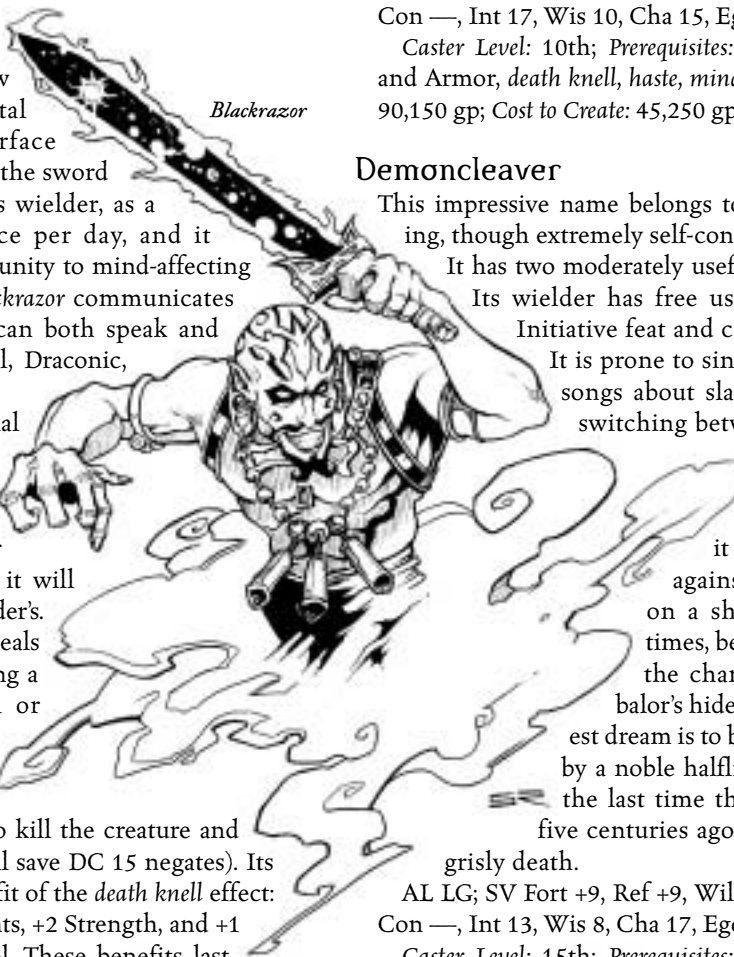 w
tal
rface
the sword
s wielder, as a
ce per day, and it
unity to mind-affecting
ckrazor communicates
can both speak and
l, Draconic,
al
it will
der's.
eals
ng a
or
o kill the creature and
ll save DC 15 negates). Its
fit of the death knell effect:
nts, +2 Strength, and +1
el. These benefits last
Blackrazor
Con —, Int 17, Wis 10, Cha 15, Eg
Caster Level: 10th; Prerequisites:
and Armor, death knell, haste, mind
90,150 gp; Cost to Create: 45,250 gp
Demoncleaver
This impressive name belongs to
ing, though extremely self-con
It has two moderately usef
Its wielder has free us
Initiative feat and c
It is prone to sin
songs about sla
switching betw
it
agains
on a sh
times, be
the char
balor's hide
est dream is to b
by a noble halfli
the last time th
five centuries ago
grisly death.
AL LG; SV Fort +9, Ref +9, Wil
Con —, Int 13, Wis 8, Cha 17, Ego
Caster Level: 15th; Prerequisites:
SR